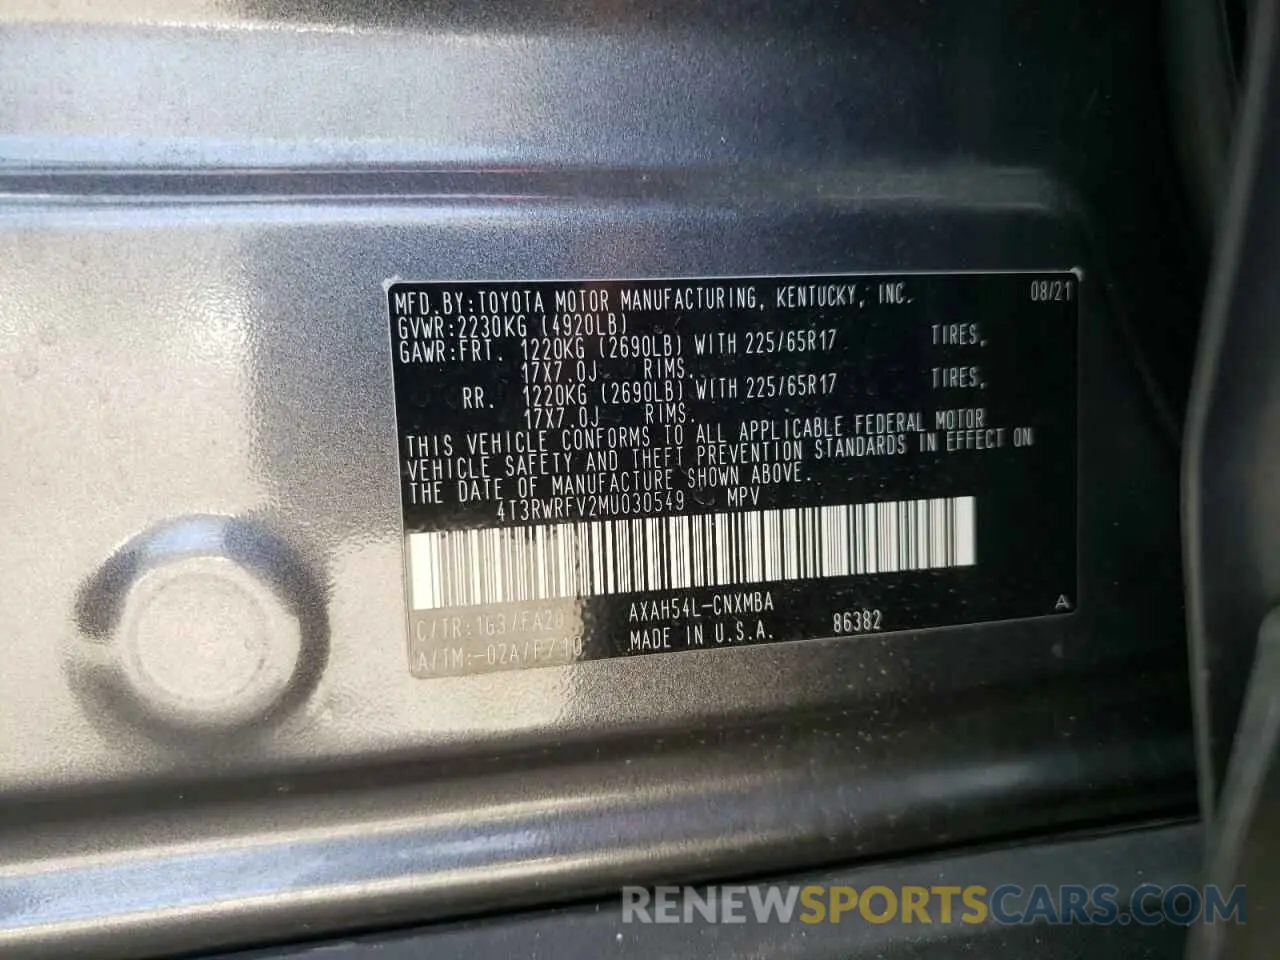 MFD.BY:TOYOTA MOTOR MANUFACTURING, KENTUCKY, INC. 08/21
GVWR:2230KG (4920LB)
GAWR:FRT. 1220KG (2690LB) WITH 225/65R17 TIRES,
17X7.0J RIMS.
RR. 1220KG (2690LB) WITH 225/65R17 TIRES,
17X7.0J RIMS.
THIS VEHICLE CONFORMS TO ALL APPLICABLE FEDERAL MOTOR
VEHICLE SAFETY AND THEFT PREVENTION STANDARDS IN EFFECT ON
THE DATE OF MANUFACTURE SHOWN ABOVE.
4T3RWRFV2MU030549 MPV
C/TR:1G3/FA20 AXAH54L-CNXMBA A
A/TM:-02A/F710 MADE IN U.S.A. 86382
RENEWSPORTSCARS.COM